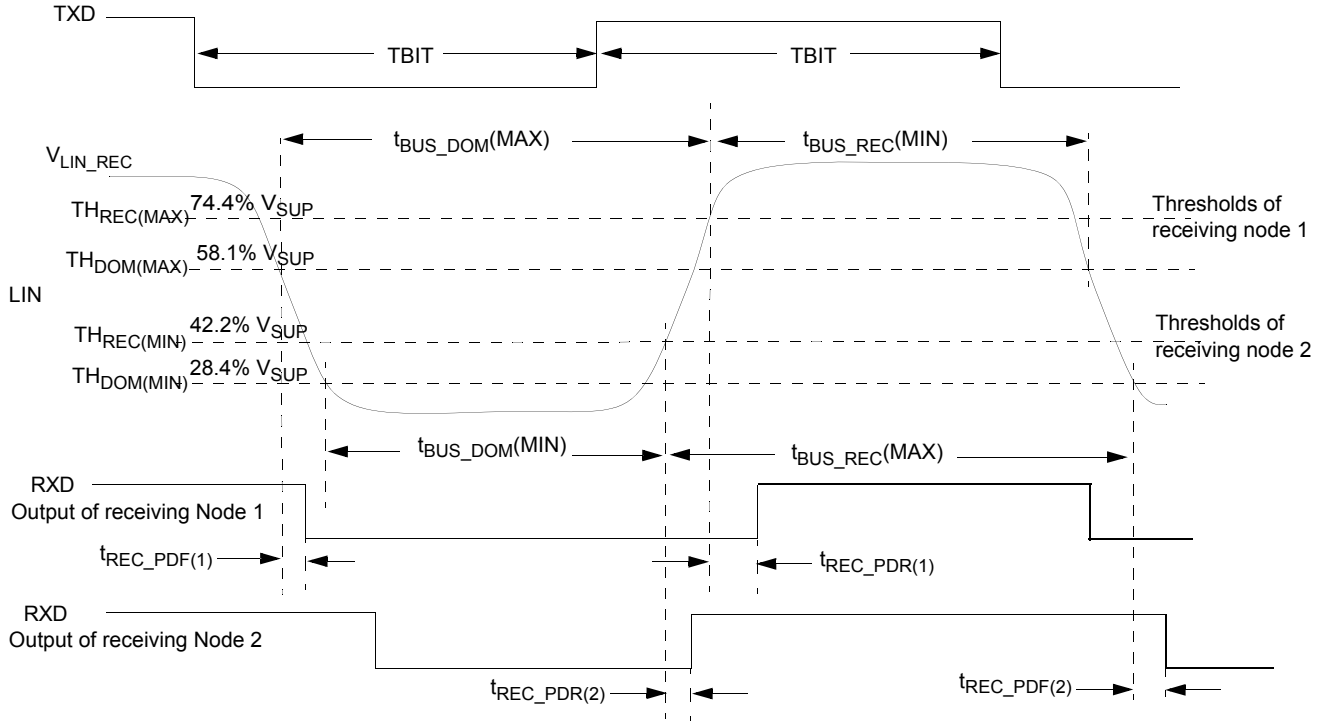 TXD
TBIT TBIT
tBUS_DOM(MAX) tBUS_REC(MIN)
VLIN_REC
THREC(MAX) 74.4% VSUP
Thresholds of
receiving node 1
THDOM(MAX) 58.1% VSUP
LIN
THREC(MIN) 42.2% VSUP
Thresholds of
receiving node 2
THDOM(MIN) 28.4% VSUP
tBUS_DOM(MIN) tBUS_REC(MAX)
RXD
Output of receiving Node 1
tREC_PDF(1) tREC_PDR(1)
RXD
Output of receiving Node 2
tREC_PDR(2) tREC_PDF(2)